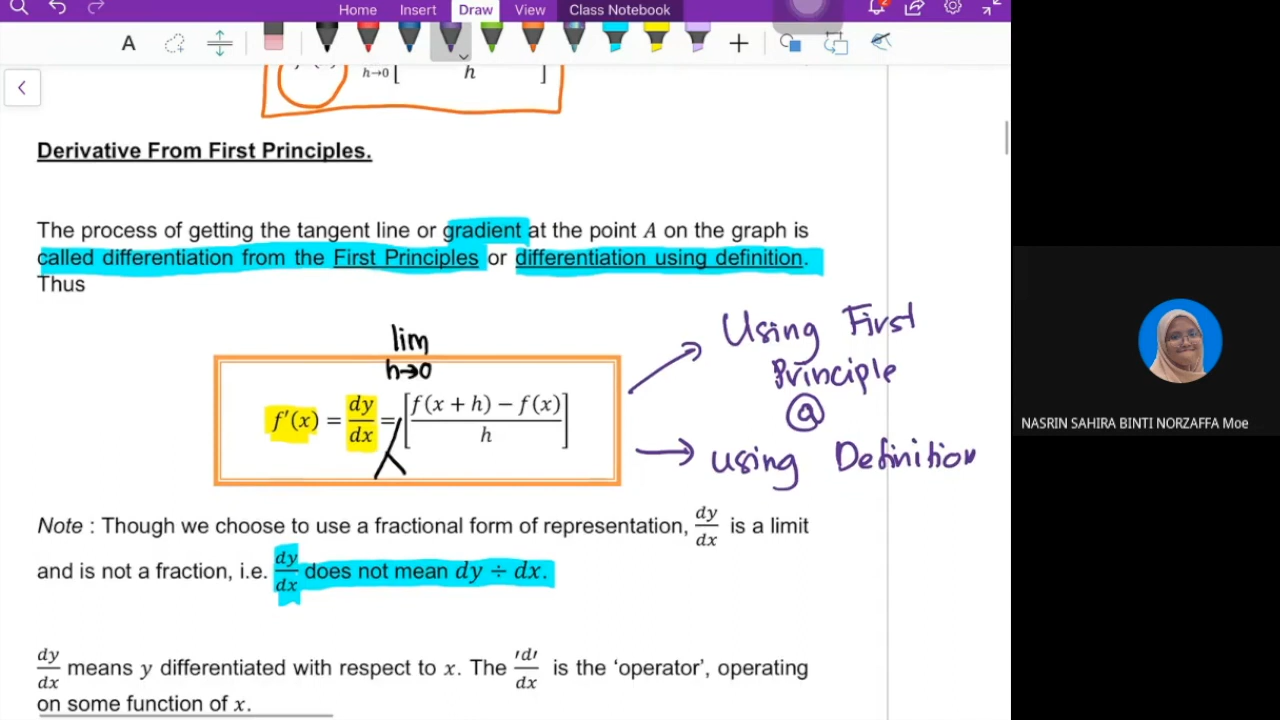 Home Insert Draw View Class Notebook
2
A
h→0 [ h ]
Derivative From First Principles.
The process of getting the tangent line or gradient at the point A on the graph is
called differentiation from the First Principles or differentiation using definition.
Thus
lim
h→0
f′(x) = dy/dx = [f(x + h) − f(x)/h]
Using First
Principle
@
using Definition
Note : Though we choose to use a fractional form of representation, dy/dx is a limit
and is not a fraction, i.e. dy/dx does not mean dy ÷ dx.
dy/dx means y differentiated with respect to x. The ′d′/dx is the ‘operator’, operating
on some function of x.
NASRIN SAHIRA BINTI NORZAFFA Moe